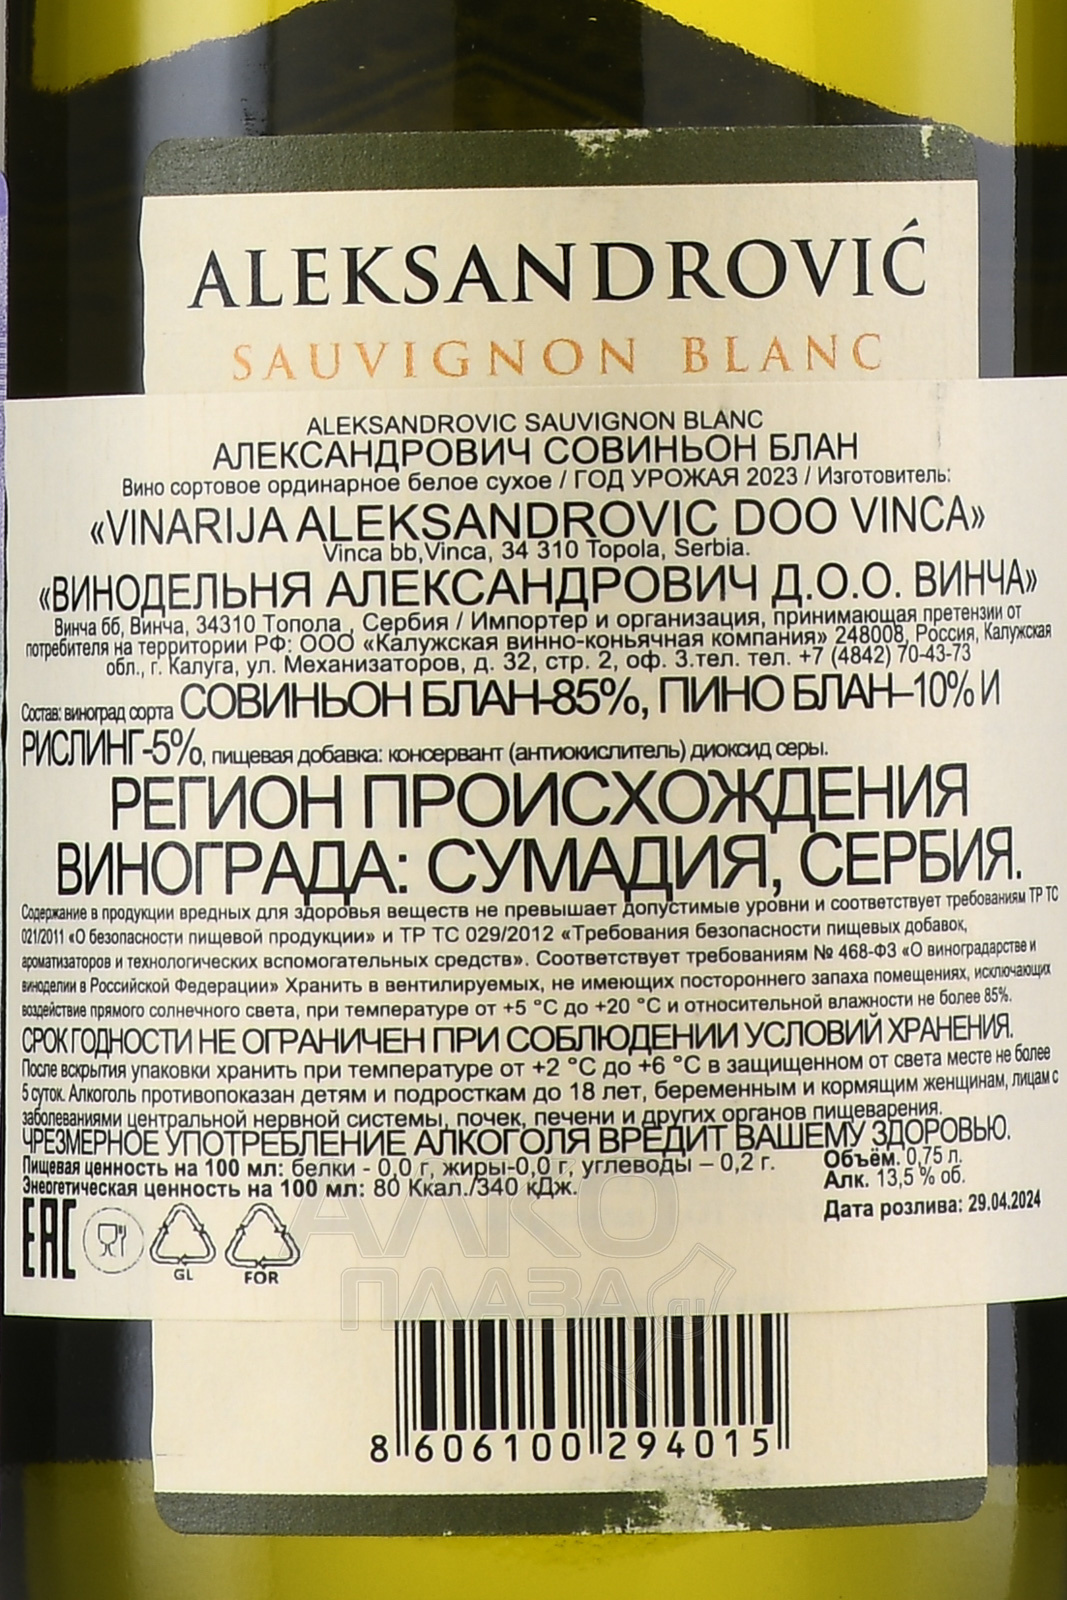 ALEKSANDROVIĆ
SAUVIGNON BLANC
ALEKSANDROVIC SAUVIGNON BLANC
АЛЕКСАНДРОВИЧ СОВИНЬОН БЛАН
Вино сортовое ординарное белое сухое / ГОД УРОЖАЯ 2023 / Изготовитель:
«VINARIJA ALEKSANDROVIC DOO VINCA»
Vinca bb,Vinca, 34 310 Topola, Serbia.
«ВИНОДЕЛЬНЯ АЛЕКСАНДРОВИЧ Д.О.О. ВИНЧА»
Винча бб, Винча, 34310 Топола , Сербия / Импортер и организация, принимающая претензии от
потребителя на территории РФ: ООО «Калужская винно-коньячная компания» 248008, Россия, Калужская
обл., г. Калуга, ул. Механизаторов, д. 32, стр. 2, оф. 3.тел. тел. +7 (4842) 70-43-73
Состав: виноград сорта СОВИНЬОН БЛАН-85%, ПИНО БЛАН–10% И
РИСЛИНГ-5%, пищевая добавка: консервант (антиокислитель) диоксид серы.
РЕГИОН ПРОИСХОЖДЕНИЯ
ВИНОГРАДА: СУМАДИЯ, СЕРБИЯ.
Содержание в продукции вредных для здоровья веществ не превышает допустимые уровни и соответствует требованиям ТР ТС
021/2011 «О безопасности пищевой продукции» и ТР ТС 029/2012 «Требования безопасности пищевых добавок,
ароматизаторов и технологических вспомогательных средств». Соответствует требованиям № 468-ФЗ «О виноградарстве и
виноделии в Российской Федерации» Хранить в вентилируемых, не имеющих постороннего запаха помещениях, исключающих
воздействие прямого солнечного света, при температуре от +5 °С до +20 °С и относительной влажности не более 85%.
СРОК ГОДНОСТИ НЕ ОГРАНИЧЕН ПРИ СОБЛЮДЕНИИ УСЛОВИЙ ХРАНЕНИЯ.
После вскрытия упаковки хранить при температуре от +2 °С до +6 °С в защищенном от света месте не более
5 суток. Алкоголь противопоказан детям и подросткам до 18 лет, беременным и кормящим женщинам, лицам с
заболеваниями центральной нервной системы, почек, печени и других органов пищеварения.
ЧРЕЗМЕРНОЕ УПОТРЕБЛЕНИЕ АЛКОГОЛЯ ВРЕДИТ ВАШЕМУ ЗДОРОВЬЮ.
Пищевая ценность на 100 мл: белки - 0,0 г, жиры-0,0 г, углеводы – 0,2 г.
Энергетическая ценность на 100 мл: 80 Ккал./340 кДж.
Объём. 0,75 л.
Алк. 13,5 % об.
Дата розлива: 29.04.2024
EAC
GL
FOR
АЛКО
ПЛАЗА
.ru
8 606100 294015